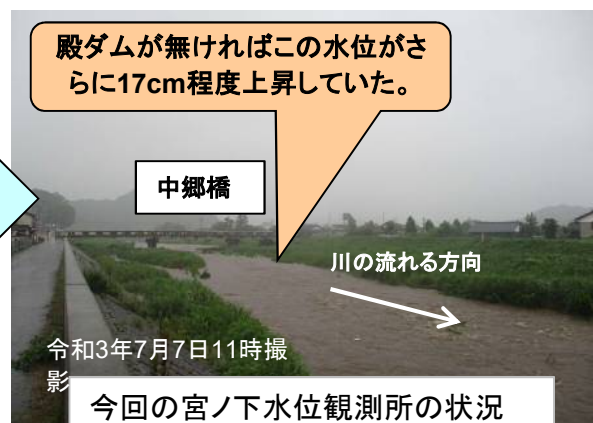 殿ダムが無ければこの水位がさ
らに17cm程度上昇していた。
中郷橋
川の流れる方向
令和3年7月7日11時撮
影
今回の宮ノ下水位観測所の状況